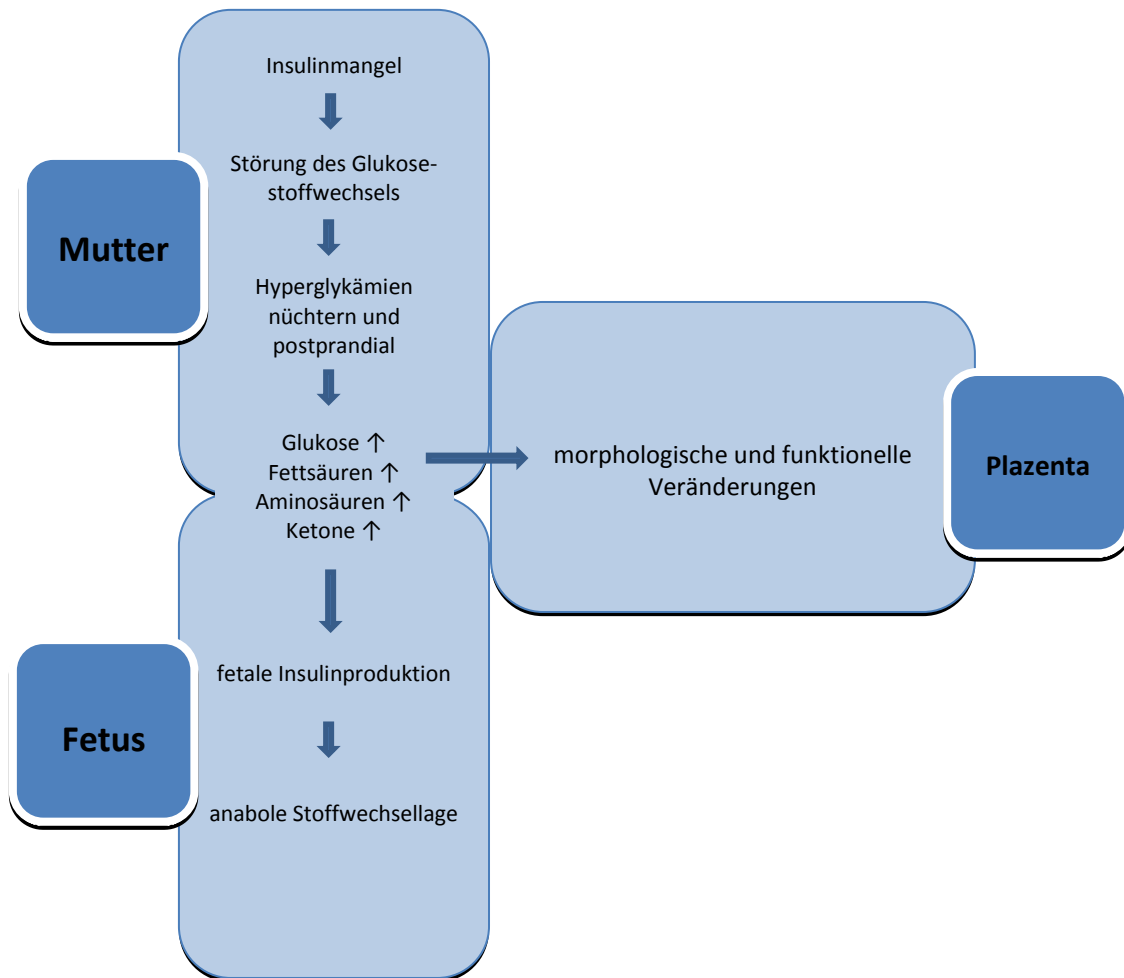 Insulinmangel
Störung des Glukose-
stoffwechsels
Mutter
Hyperglykämien
nüchtern und
postprandial
Glukose ↑
Fettsäuren ↑
Aminosäuren ↑
Ketone ↑
morphologische und funktionelle
Veränderungen
Plazenta
fetale Insulinproduktion
Fetus
anabole Stoffwechsellage